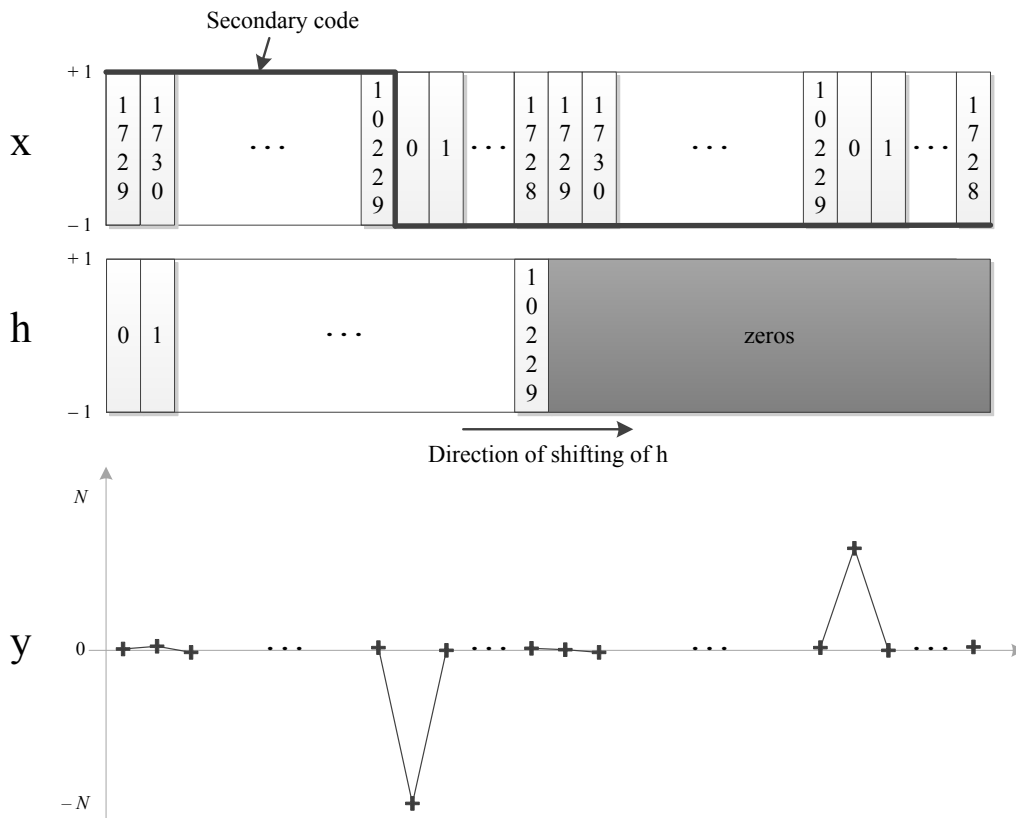 Secondary code
+1
x
1729 1730 ... 10229 0 1 ... 1728 1729 1730 ... 10229 0 1 ... 1728
−1
+1
h
0 1 ... 10229 zeros
−1
Direction of shifting of h
N
y
0 ... ... ... ...
−N